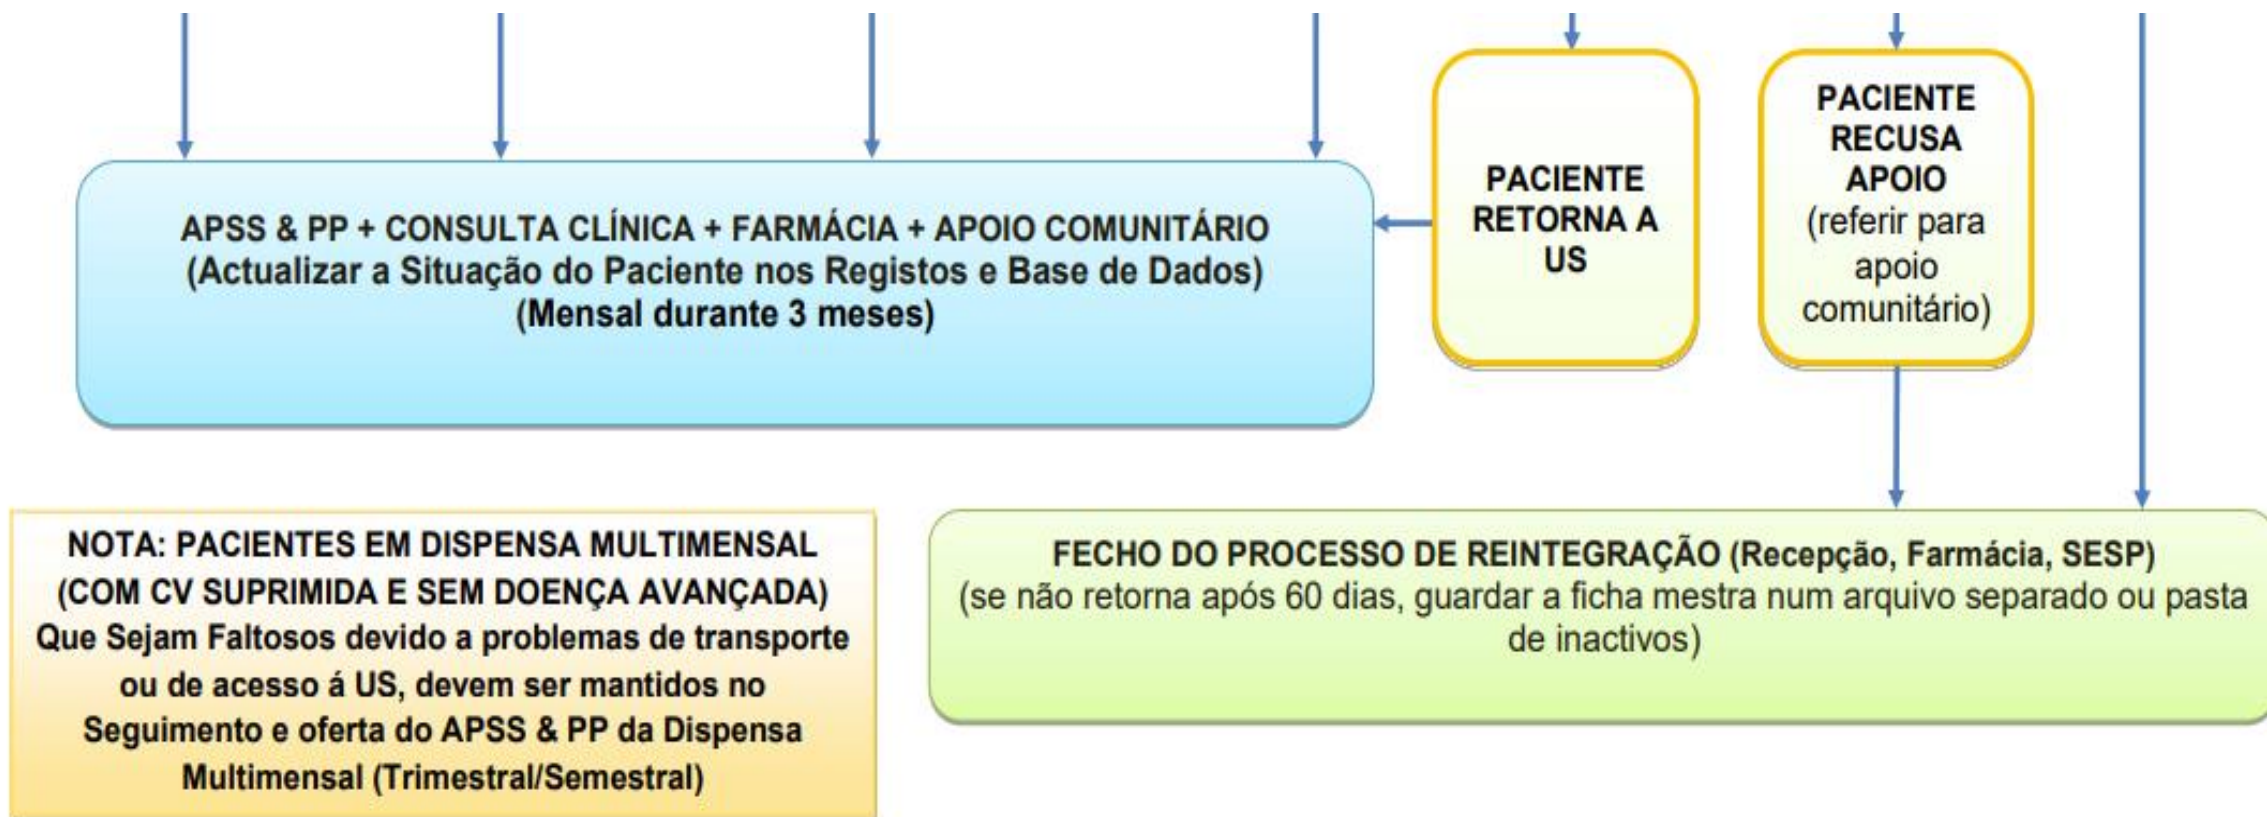 APSS & PP + CONSULTA CLÍNICA + FARMÁCIA + APOIO COMUNITÁRIO
(Actualizar a Situação do Paciente nos Registos e Base de Dados)
(Mensal durante 3 meses)
PACIENTE
RETORNA A
US
PACIENTE
RECUSA
APOIO
(referir para
apoio
comunitário)
NOTA: PACIENTES EM DISPENSA MULTIMENSAL
(COM CV SUPRIMIDA E SEM DOENÇA AVANÇADA)
Que Sejam Faltosos devido a problemas de transporte
ou de acesso á US, devem ser mantidos no
Seguimento e oferta do APSS & PP da Dispensa
Multimensal (Trimestral/Semestral)
FECHO DO PROCESSO DE REINTEGRAÇÃO (Recepção, Farmácia, SESP)
(se não retorna após 60 dias, guardar a ficha mestra num arquivo separado ou pasta
de inactivos)